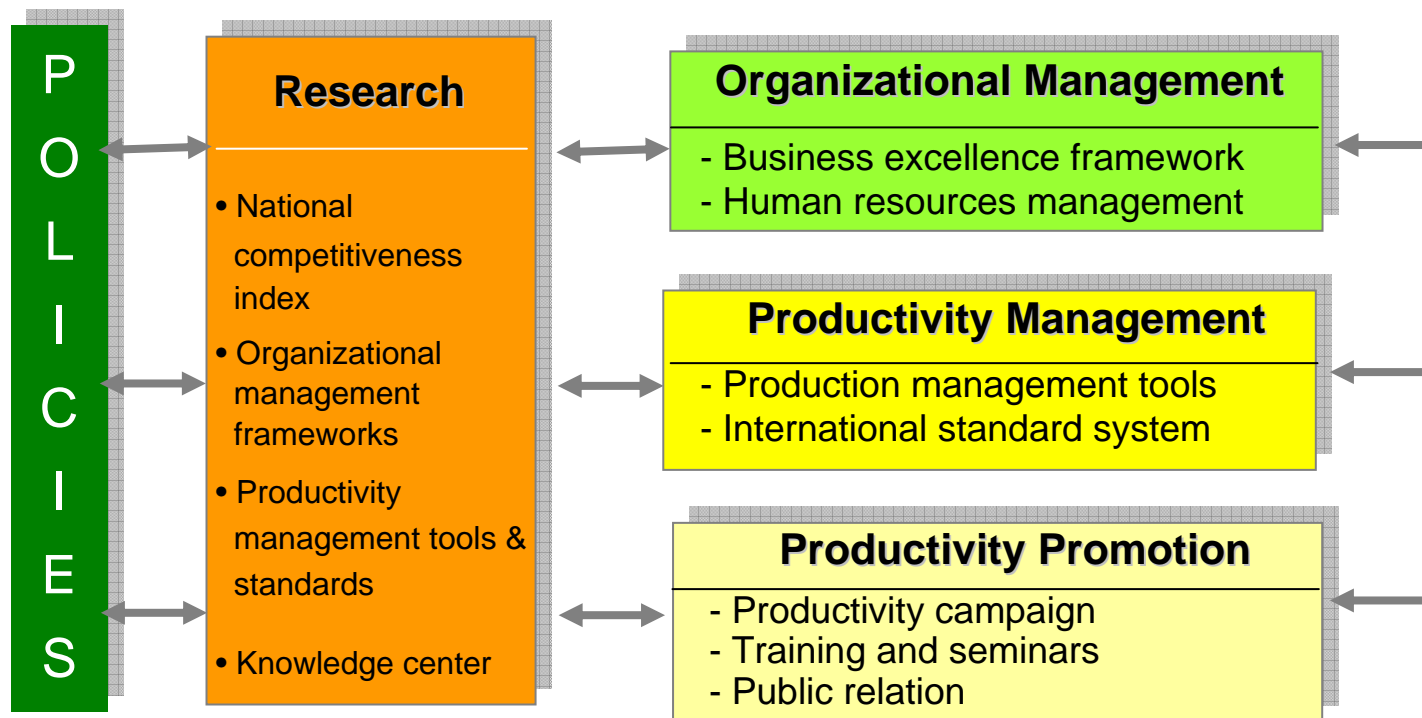 POLICIES
Research
• National
competitiveness
index
• Organizational
management
frameworks
• Productivity
management tools &
standards
• Knowledge center
Organizational Management
- Business excellence framework
- Human resources management
Productivity Management
- Production management tools
- International standard system
Productivity Promotion
- Productivity campaign
- Training and seminars
- Public relation